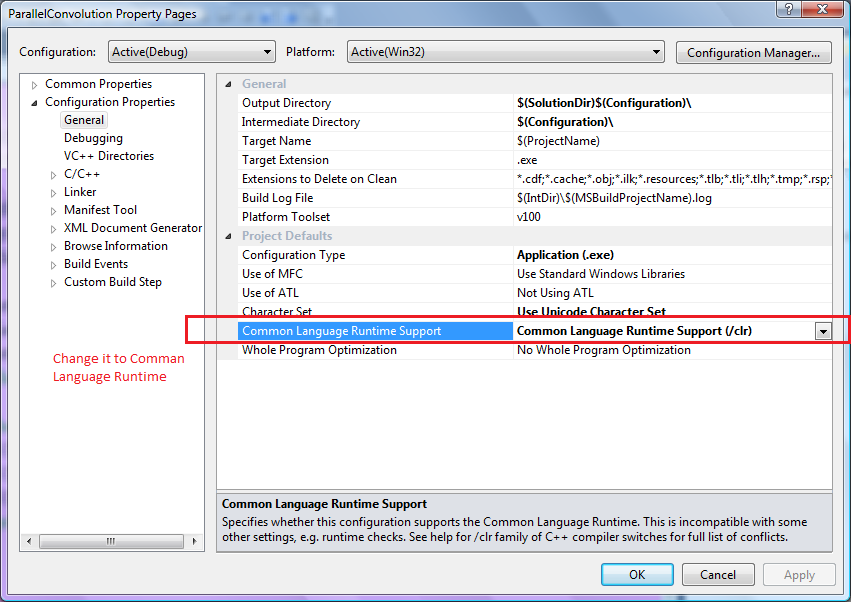 ParallelConvolution Property Pages
Configuration: Active(Debug) Platform: Active(Win32) Configuration Manager...
Common Properties
Configuration Properties
General
Debugging
VC++ Directories
C/C++
Linker
Manifest Tool
XML Document Generator
Browse Information
Build Events
Custom Build Step
Change it to Comman
Language Runtime
General
Output Directory $(SolutionDir)$(Configuration)\
Intermediate Directory $(Configuration)\
Target Name $(ProjectName)
Target Extension .exe
Extensions to Delete on Clean *.cdf;*.cache;*.obj;*.ilk;*.resources;*.tlb;*.tli;*.tlh;*.tmp;*.rsp;*
Build Log File $(IntDir)\$(MSBuildProjectName).log
Platform Toolset v100
Project Defaults
Configuration Type Application (.exe)
Use of MFC Use Standard Windows Libraries
Use of ATL Not Using ATL
Character Set Use Unicode Character Set
Common Language Runtime Support Common Language Runtime Support (/clr)
Whole Program Optimization No Whole Program Optimization
Common Language Runtime Support
Specifies whether this configuration supports the Common Language Runtime. This is incompatible with some
other settings, e.g. runtime checks. See help for /clr family of C++ compiler switches for full list of conflicts.
OK Cancel Apply